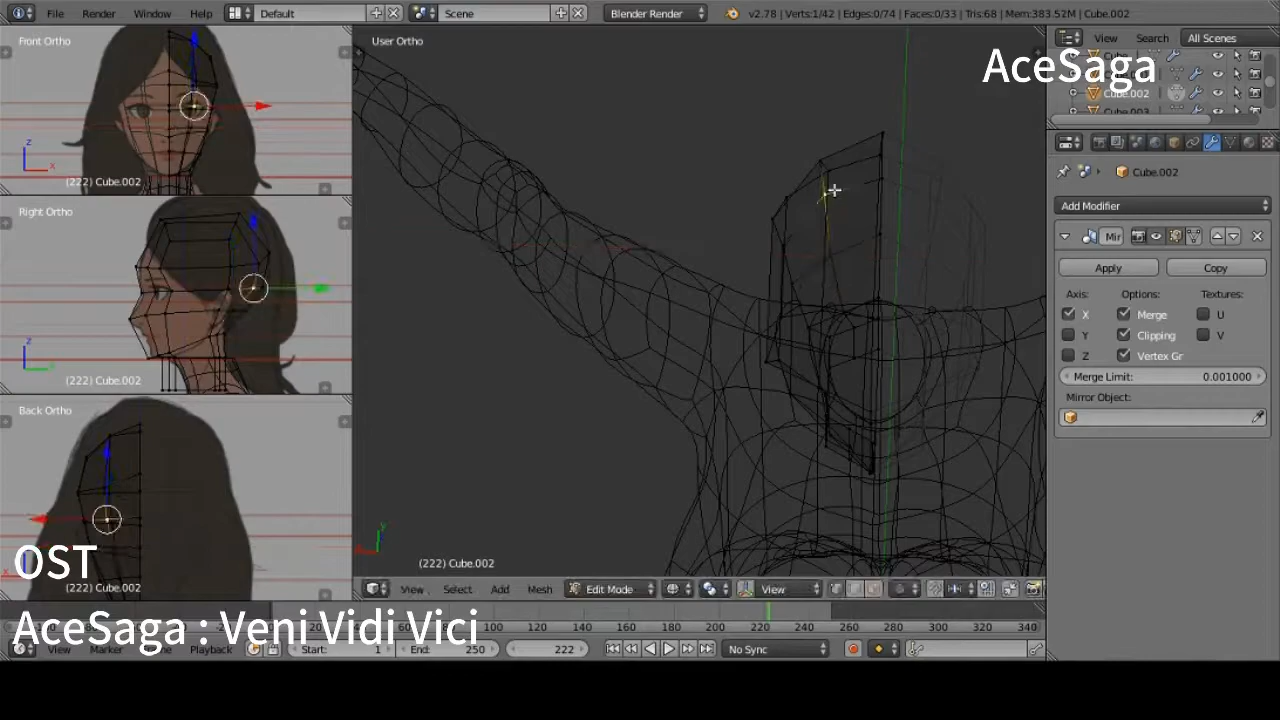 File Render Window Help Default Scene Blender Render v2.78 | Verts:1/42 | Edges:0/74 | Faces:0/33 | Tris:68 | Mem:383.52M | Cube.002
Front Ortho
User Ortho
View Search All Scenes
AceSaga
Cube.002
Cube.003
z
x
(222) Cube.002
Cube.002
Right Ortho
Add Modifier
Mir
Apply Copy
Axis: Options: Textures:
X Merge U
Y Clipping V
Z Vertex Gr
z
y
(222) Cube.002
Merge Limit: 0.001000
Mirror Object:
Back Ortho
y
OST
(222) Cube.002
(222) Cube.002
View Select Add Mesh Edit Mode View
AceSaga : Veni Vidi Vici
120 140 160 180 200 220 240 260 280 300 320 340
View Marker Playback Start: 1 End: 250 222 No Sync